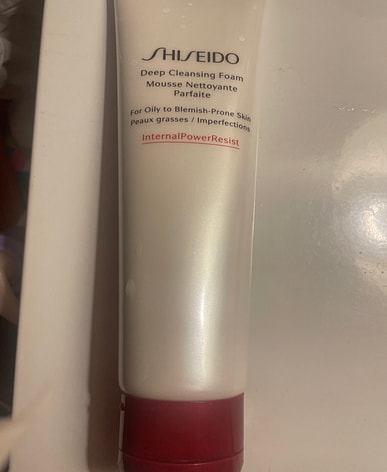 SHISEIDO
Deep Cleansing Foam
Mousse Nettoyante
Parfaite
For Oily to Blemish-Prone Skin
Peaux grasses / Imperfections
InternalPowerResist